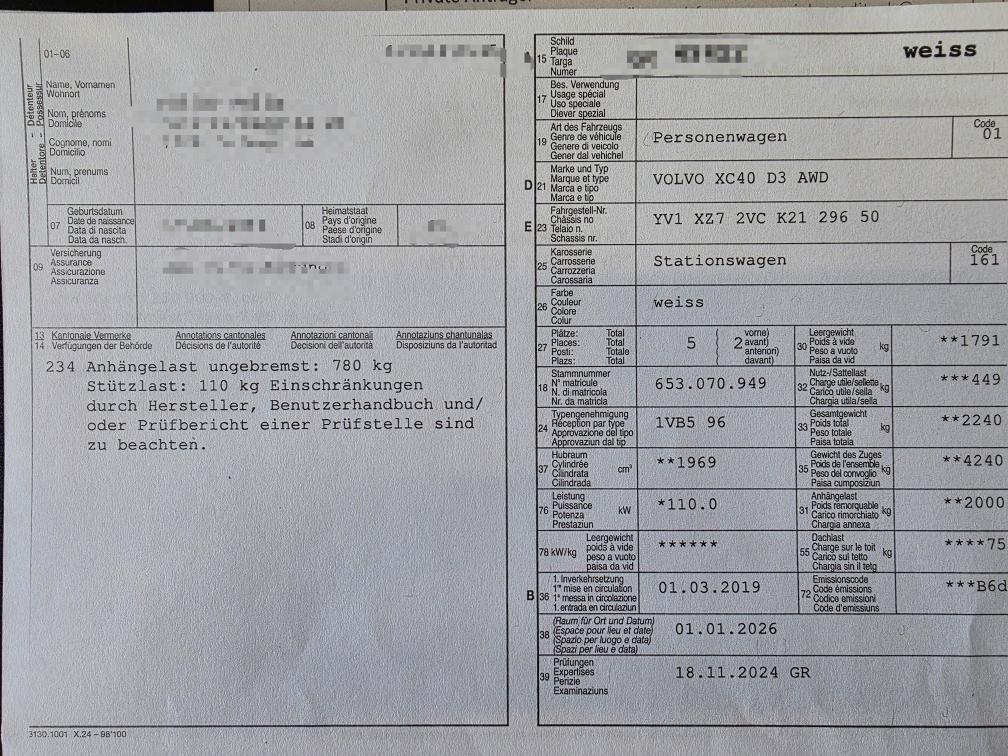 01–06
Halter - Détenteur
Detentore - Possessur
Name, Vornamen
Wohnort
Nom, prénoms
Domicile
Cognome, nomi
Domicilio
Num, prenums
Domicil
07
Geburtsdatum
Date de naissance
Data di nascita
Data da nasch.
08
Heimatstaat
Pays d'origine
Paese d'origine
Stadi d'origin
09
Versicherung
Assurance
Assicurazione
Assicuranza
13 Kantonale Vermerke Annotations cantonales Annotazioni cantonali Annotaziuns chantunalas
14 Verfügungen der Behörde Décisions de l'autorité Decisioni dell'autorità Disposiziuns da l'autoritad
234 Anhängelast ungebremst: 780 kg
Stützlast: 110 kg Einschränkungen
durch Hersteller, Benutzerhandbuch und/
oder Prüfbericht einer Prüfstelle sind
zu beachten.
3130.1001 X.24 – 98'100
A 15
Schild
Plaque
Targa
Numer
weiss
17
Bes. Verwendung
Usage spécial
Uso speciale
Diever spezial
19
Art des Fahrzeugs
Genre de véhicule
Genere di veicolo
Gener dal vehichel
Personenwagen
Code
01
D 21
Marke und Typ
Marque et type
Marca e tipo
Marca e tip
VOLVO XC40 D3 AWD
E 23
Fahrgestell-Nr.
Châssis no
Telaio n.
Schassis nr.
YV1 XZ7 2VC K21 296 50
25
Karosserie
Carrosserie
Carrozzeria
Carossaria
Stationswagen
Code
161
26
Farbe
Couleur
Colore
Colur
weiss
27
Plätze: Total
Places: Total
Posti: Totale
Plazs: Total
5 ( 2
vorne)
avant)
anteriori)
davant)
30
Leergewicht
Poids à vide
Peso a vuoto
Paisa da vid
kg
**1791
18
Stammnummer
N° matricule
N. di matricola
Nr. da matricla
653.070.949
32
Nutz-/Sattellast
Charge utile/sellette
Carico utile/sella
Chargia utila/sella
kg
***449
24
Typengenehmigung
Réception par type
Approvazione del tipo
Approvaziun dal tip
1VB5 96
33
Gesamtgewicht
Poids total
Peso totale
Paisa totala
kg
**2240
37
Hubraum
Cylindrée
Cilindrata
Cilindrada
cm³
**1969
35
Gewicht des Zuges
Poids de l'ensemble
Peso del convoglio
Paisa cumposiziun
kg
**4240
76
Leistung
Puissance
Potenza
Prestaziun
kW
*110.0
31
Anhängelast
Poids remorquable
Carico rimorchiato
Chargia annexa
kg
**2000
78 kW/kg
Leergewicht
poids à vide
peso a vuoto
paisa da vid
******
55
Dachlast
Charge sur le toit
Carico sul tetto
Chargia sin il tetg
kg
****75
B 36
1. Inverkehrsetzung
1re mise en circulation
1a messa in circolazione
1. entrada en circulaziun
01.03.2019
72
Emissionscode
Code émissions
Codice emissioni
Code d'emissiuns
***B6d
38
(Raum für Ort und Datum)
(Espace pour lieu et date)
(Spazio per luogo e data)
(Spazi per lieu e data)
01.01.2026
39
Prüfungen
Expertises
Perizie
Examinaziuns
18.11.2024 GR